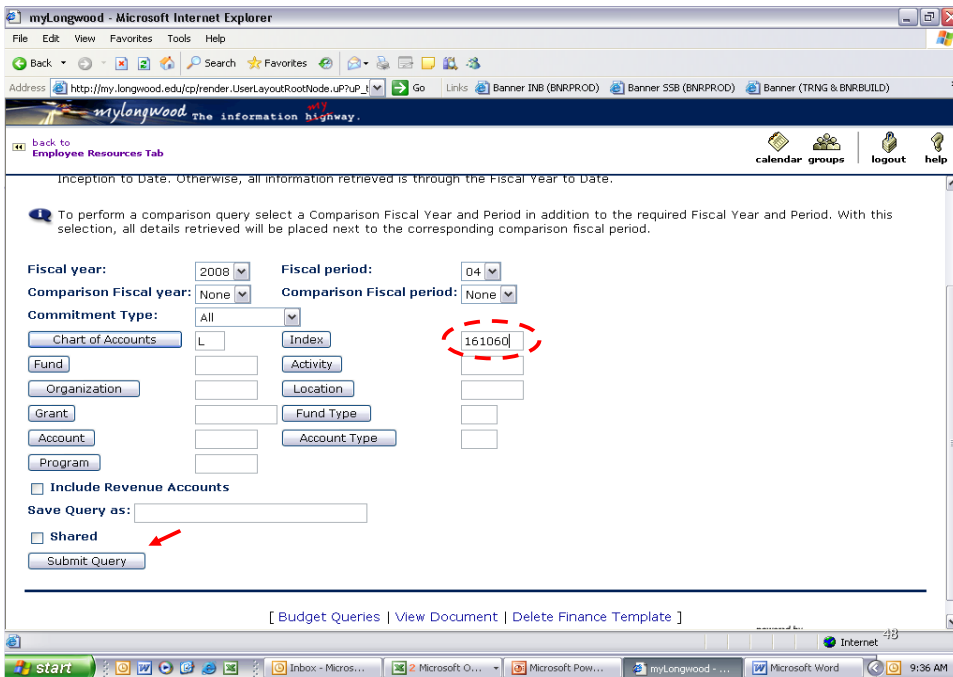 myLongwood - Microsoft Internet Explorer
File Edit View Favorites Tools Help
Back Search Favorites
Address http://my.longwood.edu/cp/render.UserLayoutRootNode.uP?uP_t Go Links Banner INB (BNRPROD) Banner SSB (BNRPROD) Banner (TRNG & BNRBUILD)
mylongwood The information highway. my
back to
Employee Resources Tab
calendar groups logout help
Inception to Date. Otherwise, all information retrieved is through the Fiscal Year to Date.
To perform a comparison query select a Comparison Fiscal Year and Period in addition to the required Fiscal Year and Period. With this
selection, all details retrieved will be placed next to the corresponding comparison fiscal period.
Fiscal year: 2008 Fiscal period: 04
Comparison Fiscal year: None Comparison Fiscal period: None
Commitment Type: All
Chart of Accounts L Index 161060
Fund Activity
Organization Location
Grant Fund Type
Account Account Type
Program
Include Revenue Accounts
Save Query as:
Shared
Submit Query
[ Budget Queries | View Document | Delete Finance Template ]
powered by
48
Internet
start Inbox - Micros... 2 Microsoft O... Microsoft Pow... myLongwood - ... Microsoft Word 9:36 AM